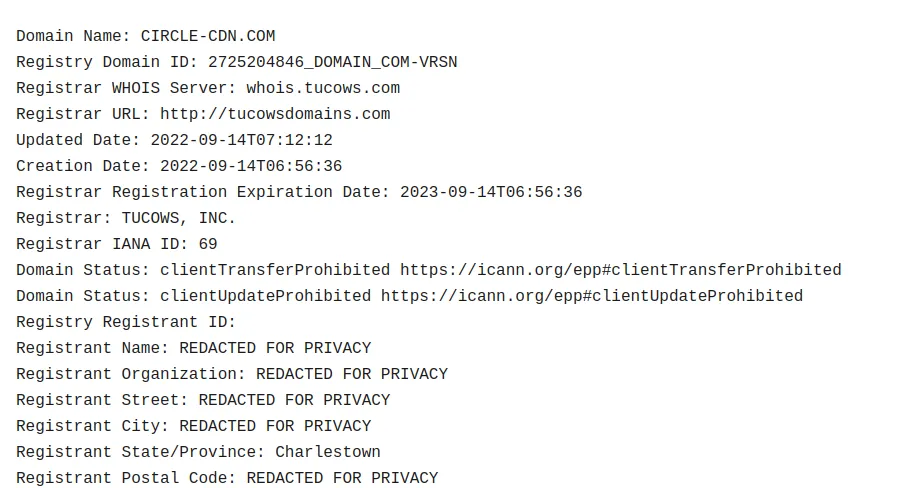 Domain Name: CIRCLE-CDN.COM
Registry Domain ID: 2725204846_DOMAIN_COM-VRSN
Registrar WHOIS Server: whois.tucows.com
Registrar URL: http://tucowsdomains.com
Updated Date: 2022-09-14T07:12:12
Creation Date: 2022-09-14T06:56:36
Registrar Registration Expiration Date: 2023-09-14T06:56:36
Registrar: TUCOWS, INC.
Registrar IANA ID: 69
Domain Status: clientTransferProhibited https://icann.org/epp#clientTransferProhibited
Domain Status: clientUpdateProhibited https://icann.org/epp#clientUpdateProhibited
Registry Registrant ID:
Registrant Name: REDACTED FOR PRIVACY
Registrant Organization: REDACTED FOR PRIVACY
Registrant Street: REDACTED FOR PRIVACY
Registrant City: REDACTED FOR PRIVACY
Registrant State/Province: Charlestown
Registrant Postal Code: REDACTED FOR PRIVACY